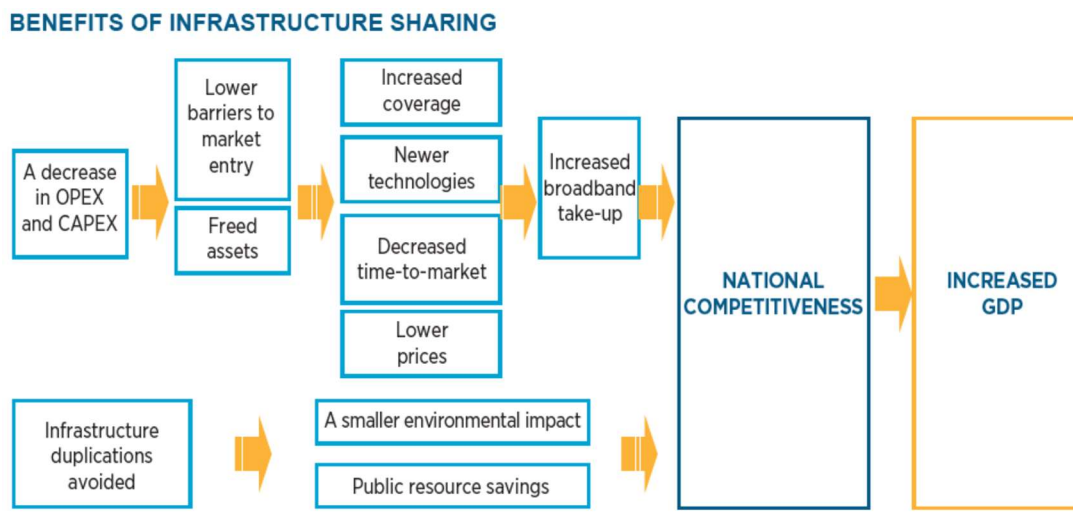 BENEFITS OF INFRASTRUCTURE SHARING
A decrease
in OPEX
and CAPEX
Lower
barriers to
market
entry
Freed
assets
Increased
coverage
Newer
technologies
Decreased
time-to-market
Lower
prices
Increased
broadband
take-up
NATIONAL
COMPETITIVENESS
INCREASED
GDP
Infrastructure
duplications
avoided
A smaller environmental impact
Public resource savings